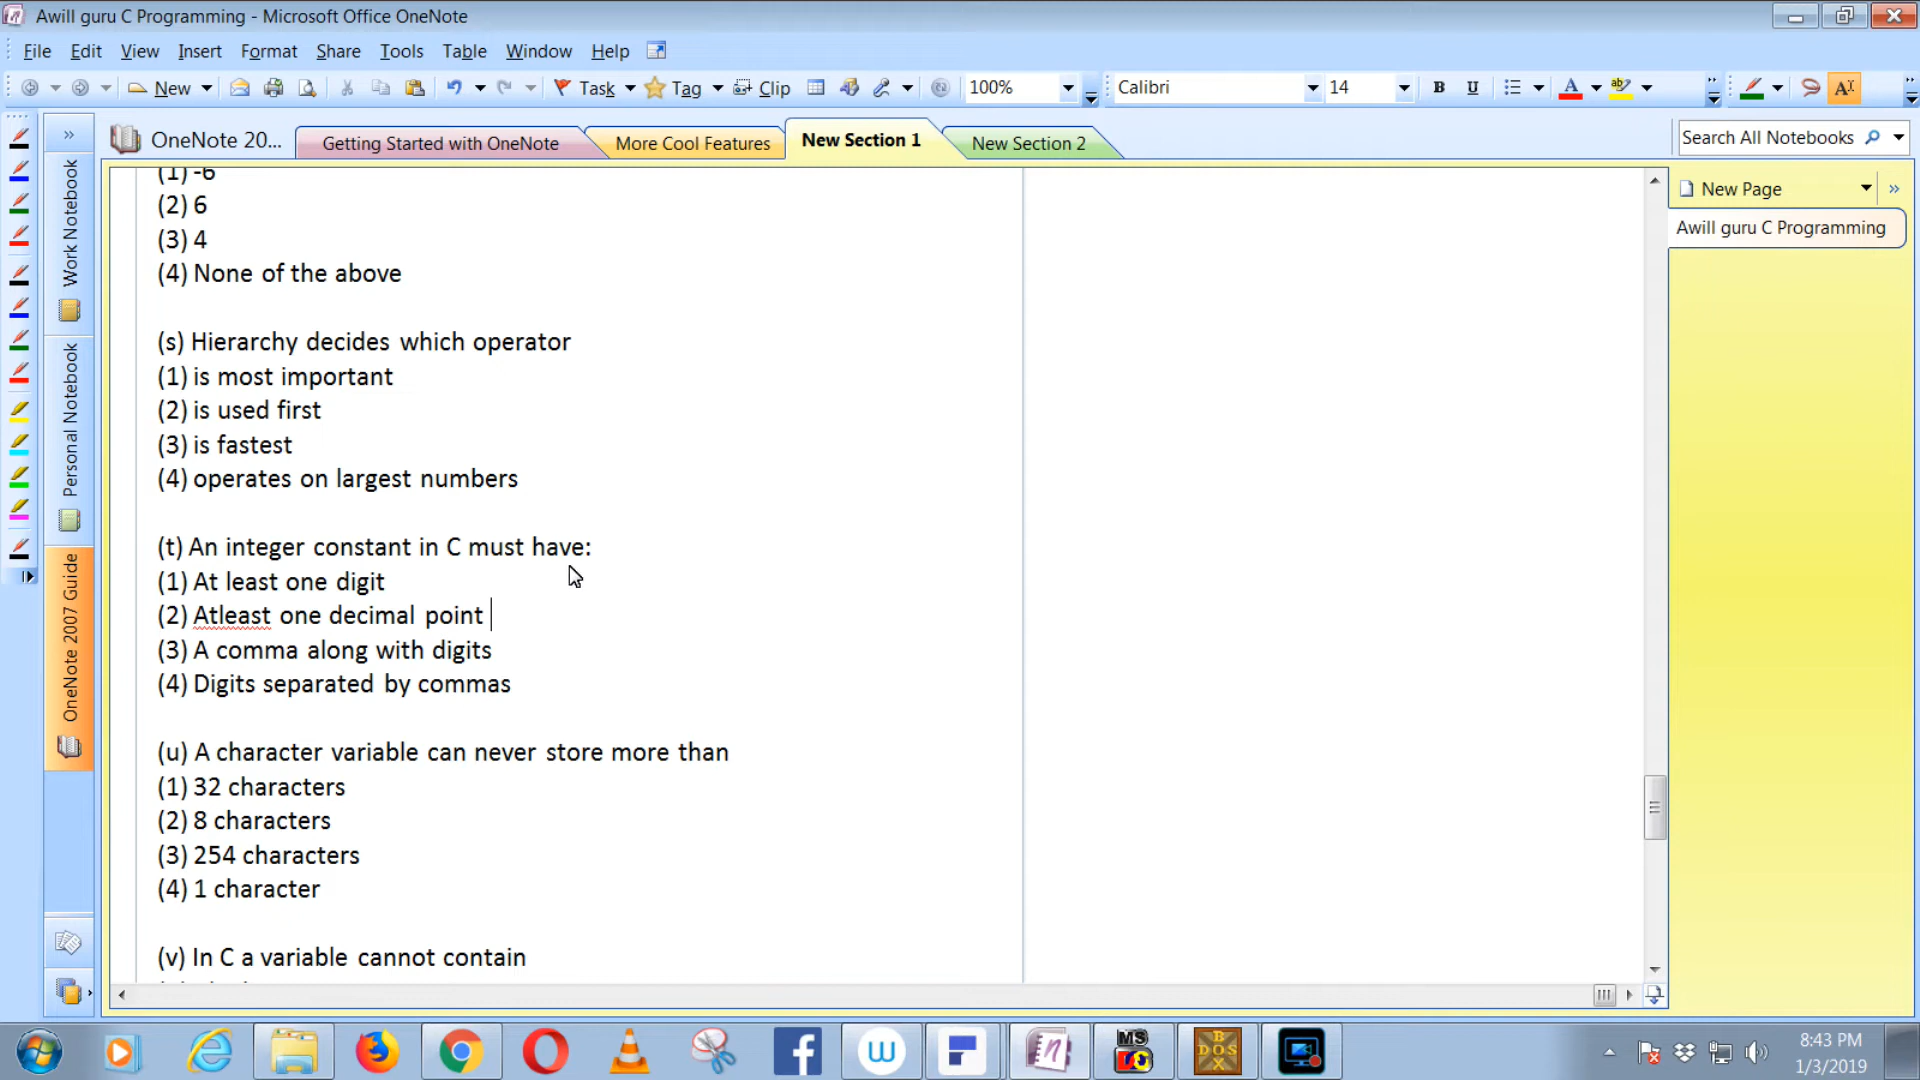 Awill guru C Programming - Microsoft Office OneNote
File Edit View Insert Format Share Tools Table Window Help
New Task Tag Clip 100% Calibri 14 B U A ab A
OneNote 20... Getting Started with OneNote More Cool Features New Section 1 New Section 2 Search All Notebooks
New Page
Awill guru C Programming
Work Notebook
Personal Notebook
OneNote 2007 Guide
(1) -6
(2) 6
(3) 4
(4) None of the above
(s) Hierarchy decides which operator
(1) is most important
(2) is used first
(3) is fastest
(4) operates on largest numbers
(t) An integer constant in C must have:
(1) At least one digit
(2) Atleast one decimal point
(3) A comma along with digits
(4) Digits separated by commas
(u) A character variable can never store more than
(1) 32 characters
(2) 8 characters
(3) 254 characters
(4) 1 character
(v) In C a variable cannot contain
MS
BOX
DOS
8:43 PM
1/3/2019